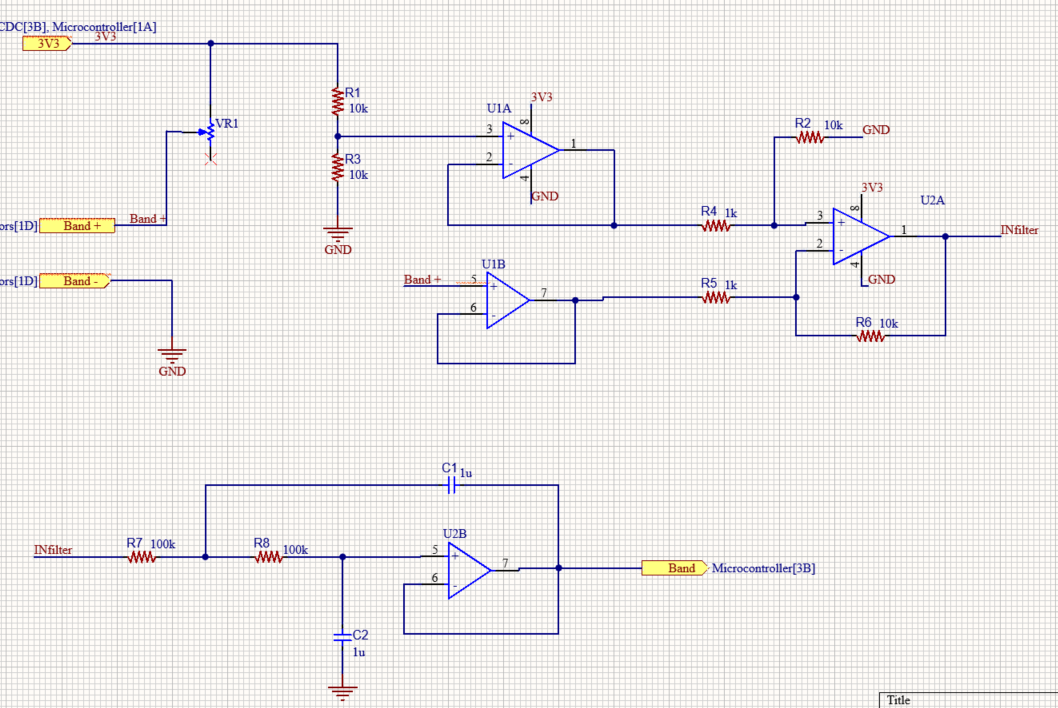 CDC[3B], Microcontroller[1A]
3V3 3V3
VR1
R1
10k
R3
10k
GND
ors[1D] Band + Band +
ors[1D] Band -
GND
U1A 3V3
8
3 +
1
2 -
4
GND
R2 10k GND
R4 1k
3V3
U2A
8
3 +
1 INfilter
2 -
4
GND
U1B
Band + 5 +
7
6 -
R5 1k
R6 10k
C1 1u
INfilter R7 100k R8 100k
U2B
5 +
7
6 -
Band Microcontroller[3B]
C2
1u
Title